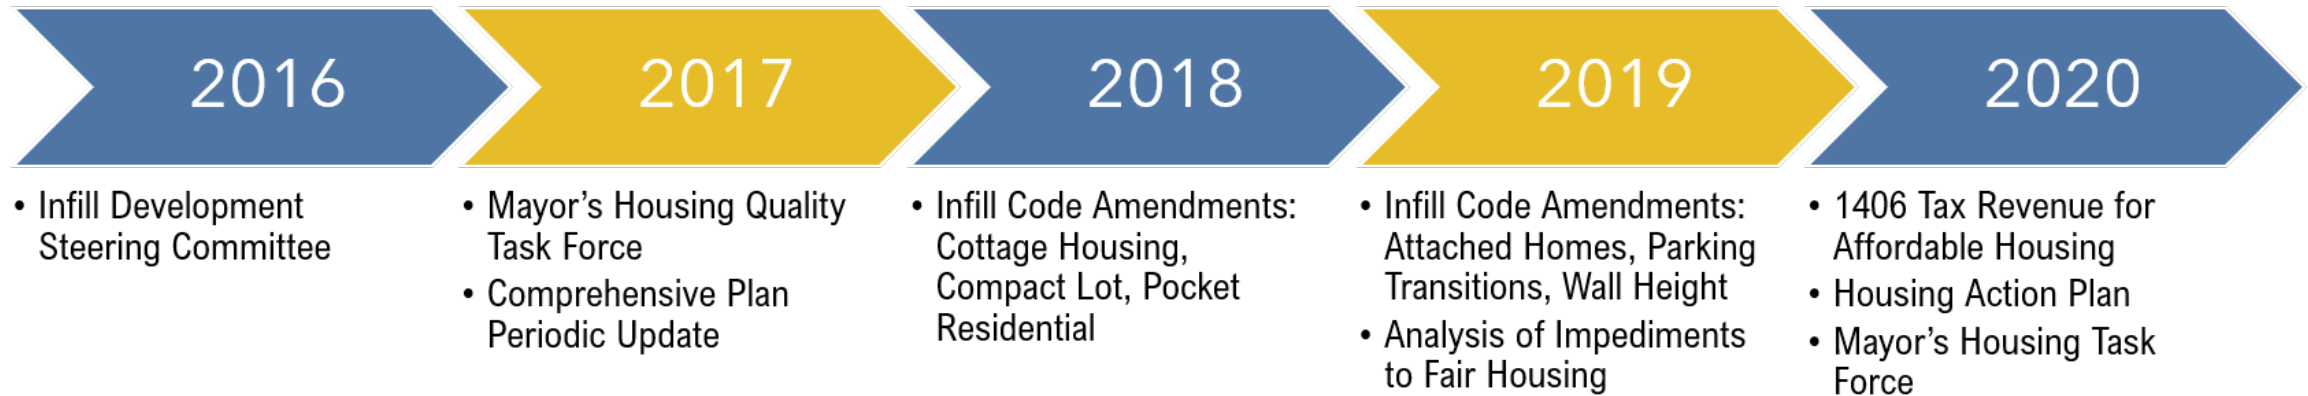 2016
• Infill Development
Steering Committee
2017
• Mayor's Housing Quality
Task Force
• Comprehensive Plan
Periodic Update
2018
• Infill Code Amendments:
Cottage Housing,
Compact Lot, Pocket
Residential
2019
• Infill Code Amendments:
Attached Homes, Parking
Transitions, Wall Height
• Analysis of Impediments
to Fair Housing
2020
• 1406 Tax Revenue for
Affordable Housing
• Housing Action Plan
• Mayor's Housing Task
Force